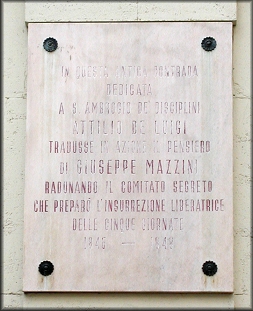 IN QUESTA ANTICA CONTRADA
DEDICATA
A S. AMBROGIO DE' DISCIPLINI
ATTILIO DE LUIGI
TRADUSSE IN AZIONE IL PENSIERO
DI GIUSEPPE MAZZINI
RADUNANDO IL COMITATO SEGRETO
CHE PREPARÒ L'INSURREZIONE LIBERATRICE
DELLE CINQUE GIORNATE
— 1848